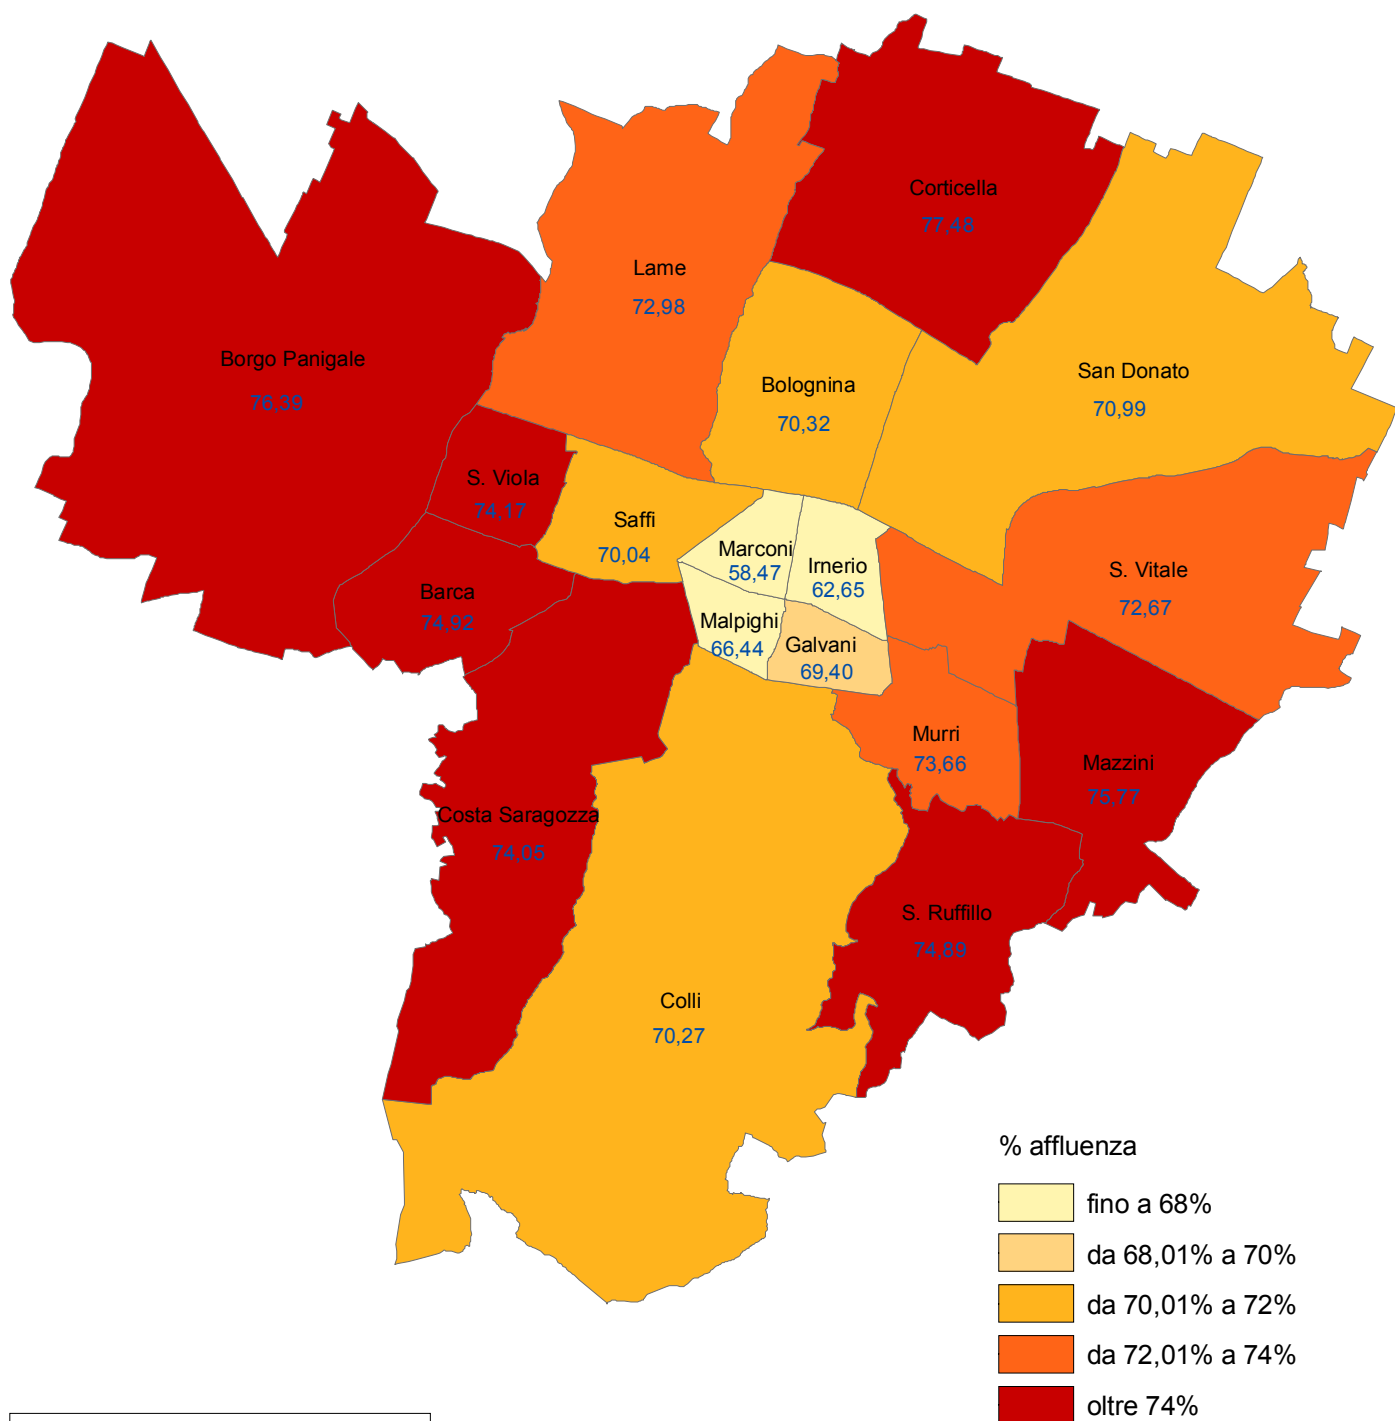 Corticella
77,48
Lame
72,98
Borgo Panigale
76,39
Bolognina
70,32
San Donato
70,99
S. Viola
74,17
Saffi
70,04
Marconi
58,47
Irnerio
62,65
S. Vitale
72,67
Barca
74,92
Malpighi
66,44
Galvani
69,40
Murri
73,66
Mazzini
75,77
Costa Saragozza
74,05
S. Ruffillo
74,89
Colli
70,27
% affluenza
fino a 68%
da 68,01% a 70%
da 70,01% a 72%
da 72,01% a 74%
oltre 74%